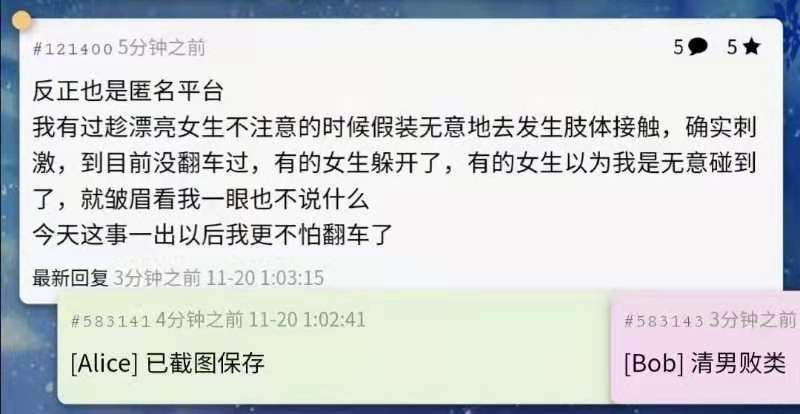 #121400 5分钟之前 5 5
反正也是匿名平台
我有过趁漂亮女生不注意的时候假装无意地去发生肢体接触，确实刺
激，到目前没翻车过，有的女生躲开了，有的女生以为我是无意碰到
了，就皱眉看我一眼也不说什么
今天这事一出以后我更不怕翻车了
最新回复 3分钟之前 11-20 1:03:15
#583141 4分钟之前 11-20 1:02:41
[Alice] 已截图保存
#583143 3分钟之前
[Bob] 清男败类